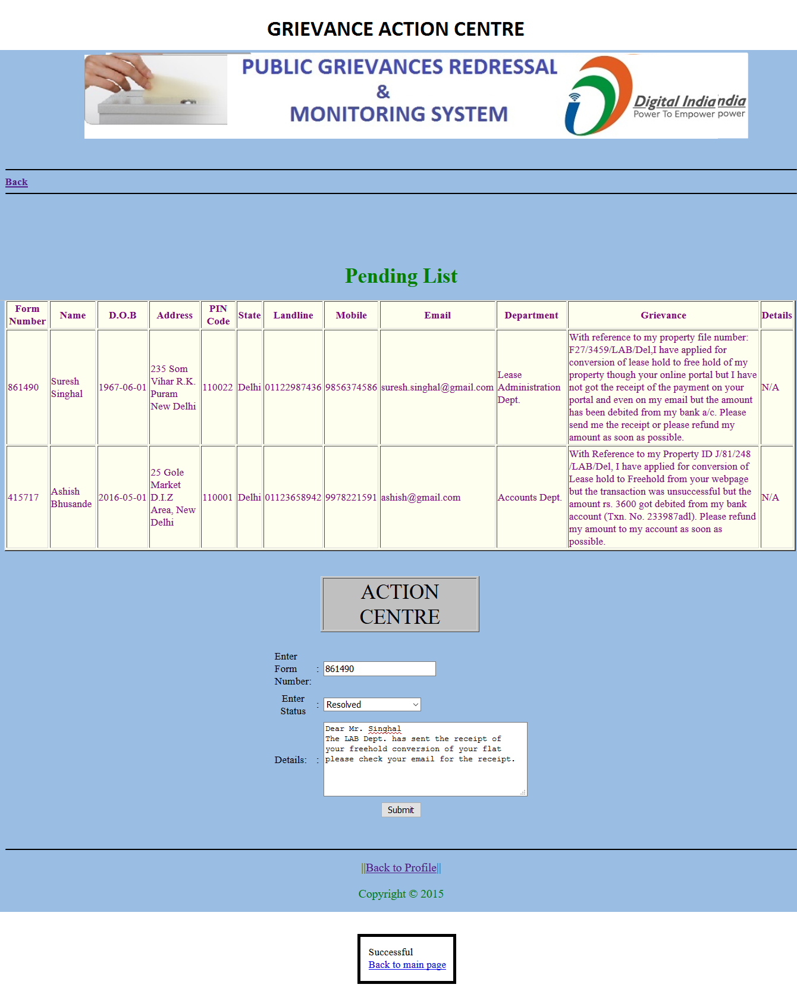 GRIEVANCE ACTION CENTRE
PUBLIC GRIEVANCES REDRESSAL
&
MONITORING SYSTEM
Digital Indiandia
Power To Empower power
Back
Pending List
Form Number Name D.O.B Address PIN Code State Landline Mobile Email Department Grievance Details
861490
Suresh
Singhal
1967-06-01
235 Som
Vihar R.K.
Puram
New Delhi
110022
Delhi
01122987436
9856374586
suresh.singhal@gmail.com
Lease
Administration
Dept.
With reference to my property file number:
F27/3459/LAB/Del,I have applied for
conversion of lease hold to free hold of my
property though your online portal but I have
not got the receipt of the payment on your
portal and even on my email but the amount
has been debited from my bank a/c. Please
send me the receipt or please refund my
amount as soon as possible.
N/A
415717
Ashish
Bhusande
2016-05-01
25 Gole
Market
D.I.Z
Area, New
Delhi
110001
Delhi
01123658942
9978221591
ashish@gmail.com
Accounts Dept.
With Reference to my Property ID J/81/248
/LAB/Del, I have applied for conversion of
Lease hold to Freehold from your webpage
but the transaction was unsuccessful but the
amount rs. 3600 got debited from my bank
account (Txn. No. 233987adl). Please refund
my amount to my account as soon as
possible.
N/A
ACTION
CENTRE
Enter
Form
Number:
: 861490
Enter
Status
: Resolved
Details: :
Dear Mr. Singhal
The LAB Dept. has sent the receipt of
your freehold conversion of your flat
please check your email for the receipt.
Submit
||Back to Profile||
Copyright © 2015
Successful
Back to main page